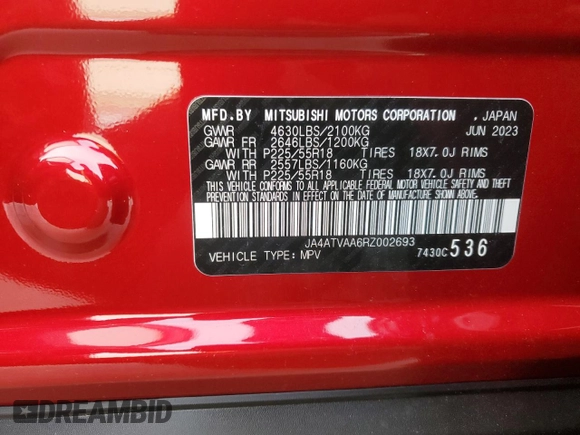 MFD.BY MITSUBISHI MOTORS CORPORATION , JAPAN
GVWR 4630LBS/2100KG JUN 2023
GAWR FR 2646LBS/1200KG
WITH P225/55R18 TIRES 18X7.0J RIMS
GAWR RR 2557LBS/1160KG
WITH P225/55R18 TIRES 18X7.0J RIMS
THIS VEHICLE CONFORMS TO ALL APPLICABLE FEDERAL MOTOR VEHICLE SAFETY AND THEFT
PREVENTION STANDARDS IN EFFECT ON THE DATE OF MANUFACTURE SHOWN ABOVE.
JA4ATVAA6RZ002693
VEHICLE TYPE:MPV 7430C536
DREAMBID